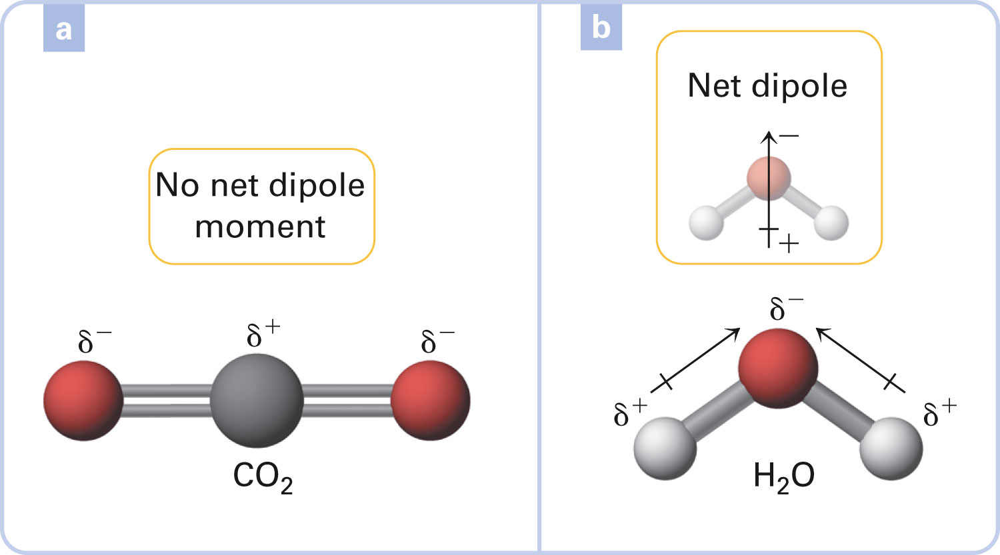 a
No net dipole
moment
δ⁻
δ⁺
δ⁻
CO₂
b
Net dipole
−
+
δ⁻
δ⁺
δ⁺
H₂O